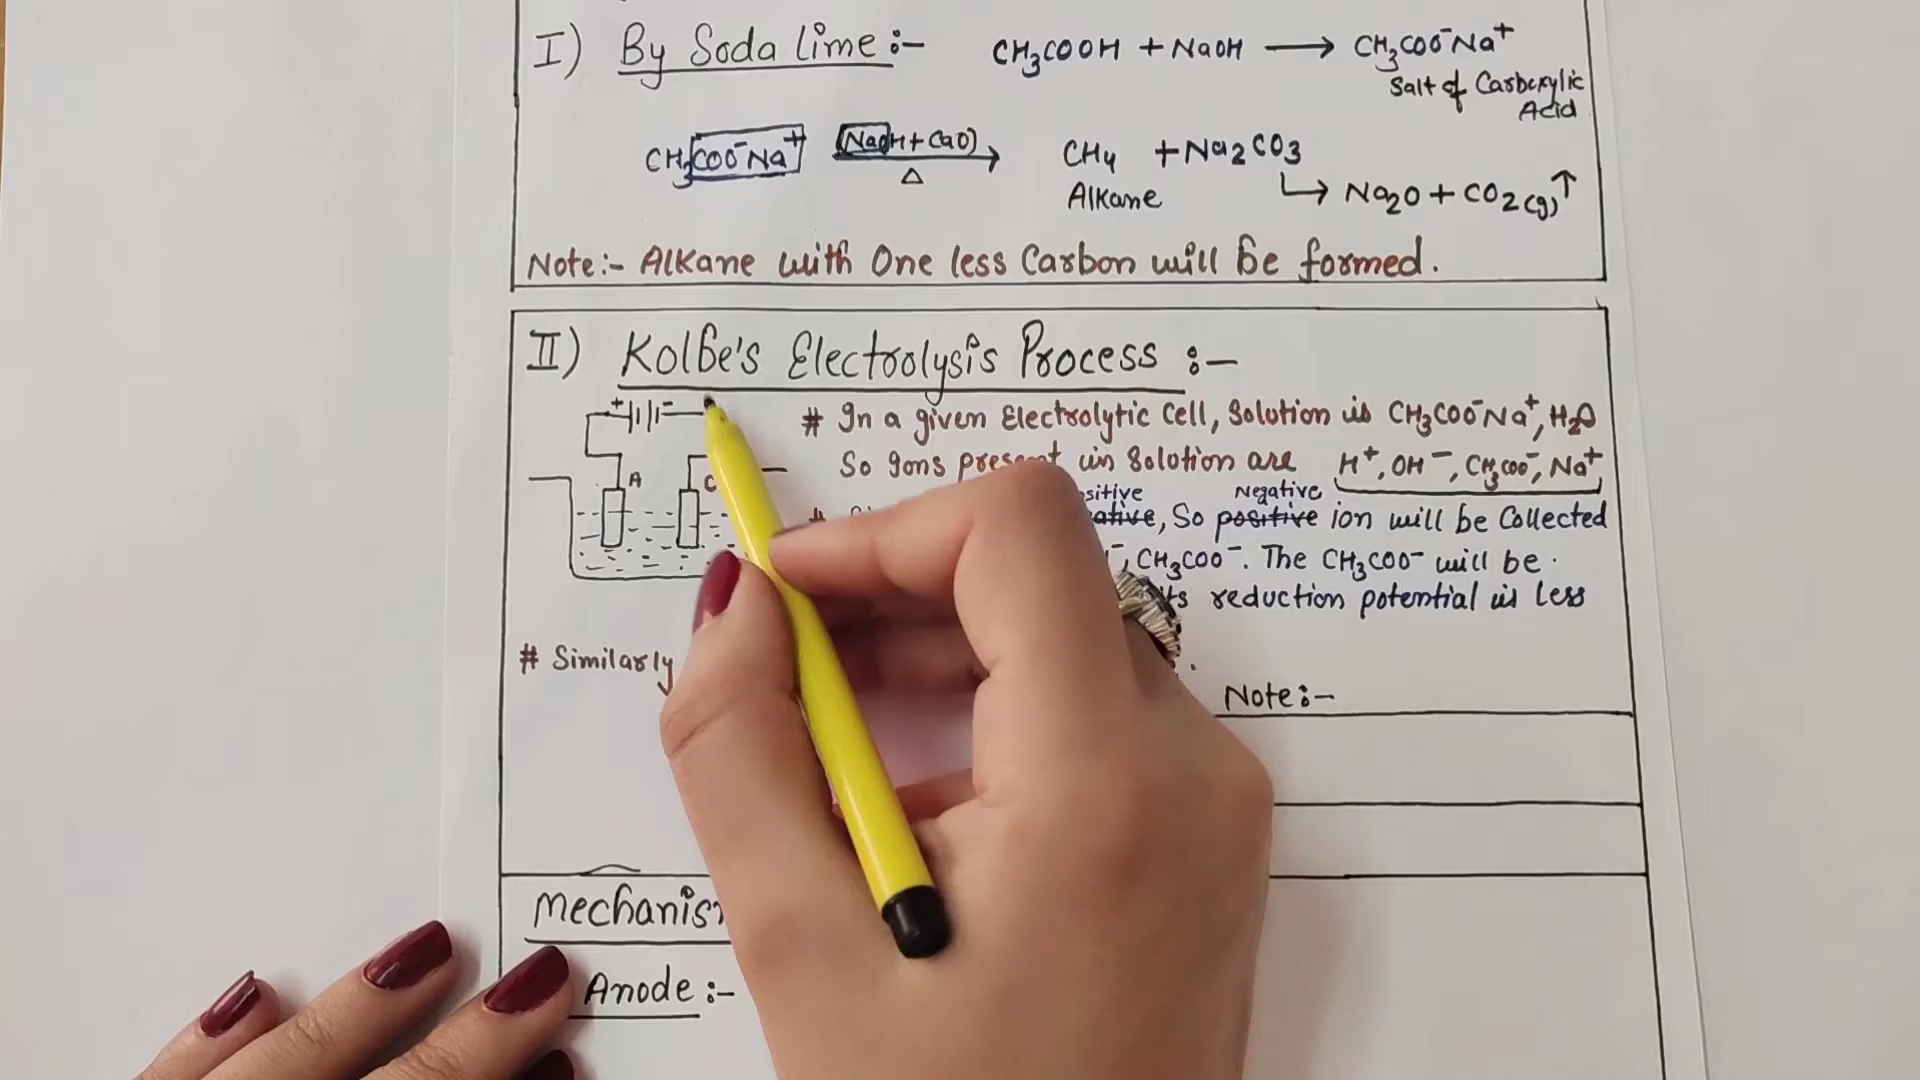 I) By Soda lime :-
CH3COOH + NaOH ⟶ CH3COO⁻Na⁺
Salt of Carboxylic
Acid
CH3COO⁻Na⁺ (NaOH + CaO) △ ⟶ CH4 + Na2CO3
Alkane
↳ Na2O + CO2(g)↑
Note:- Alkane with One less Carbon will be formed.
II) Kolbe's Electrolysis Process :-
+ -
A C
# In a given Electrolytic Cell, Solution is CH3COO⁻Na⁺, H2O
So Ions present in Solution are H⁺, OH⁻, CH3COO⁻, Na⁺
Negative
, So positive ion will be Collected
, CH3COO⁻. The CH3COO⁻ will be
its reduction potential is less
# Similarly
Note:-
Mechanism
Anode :-